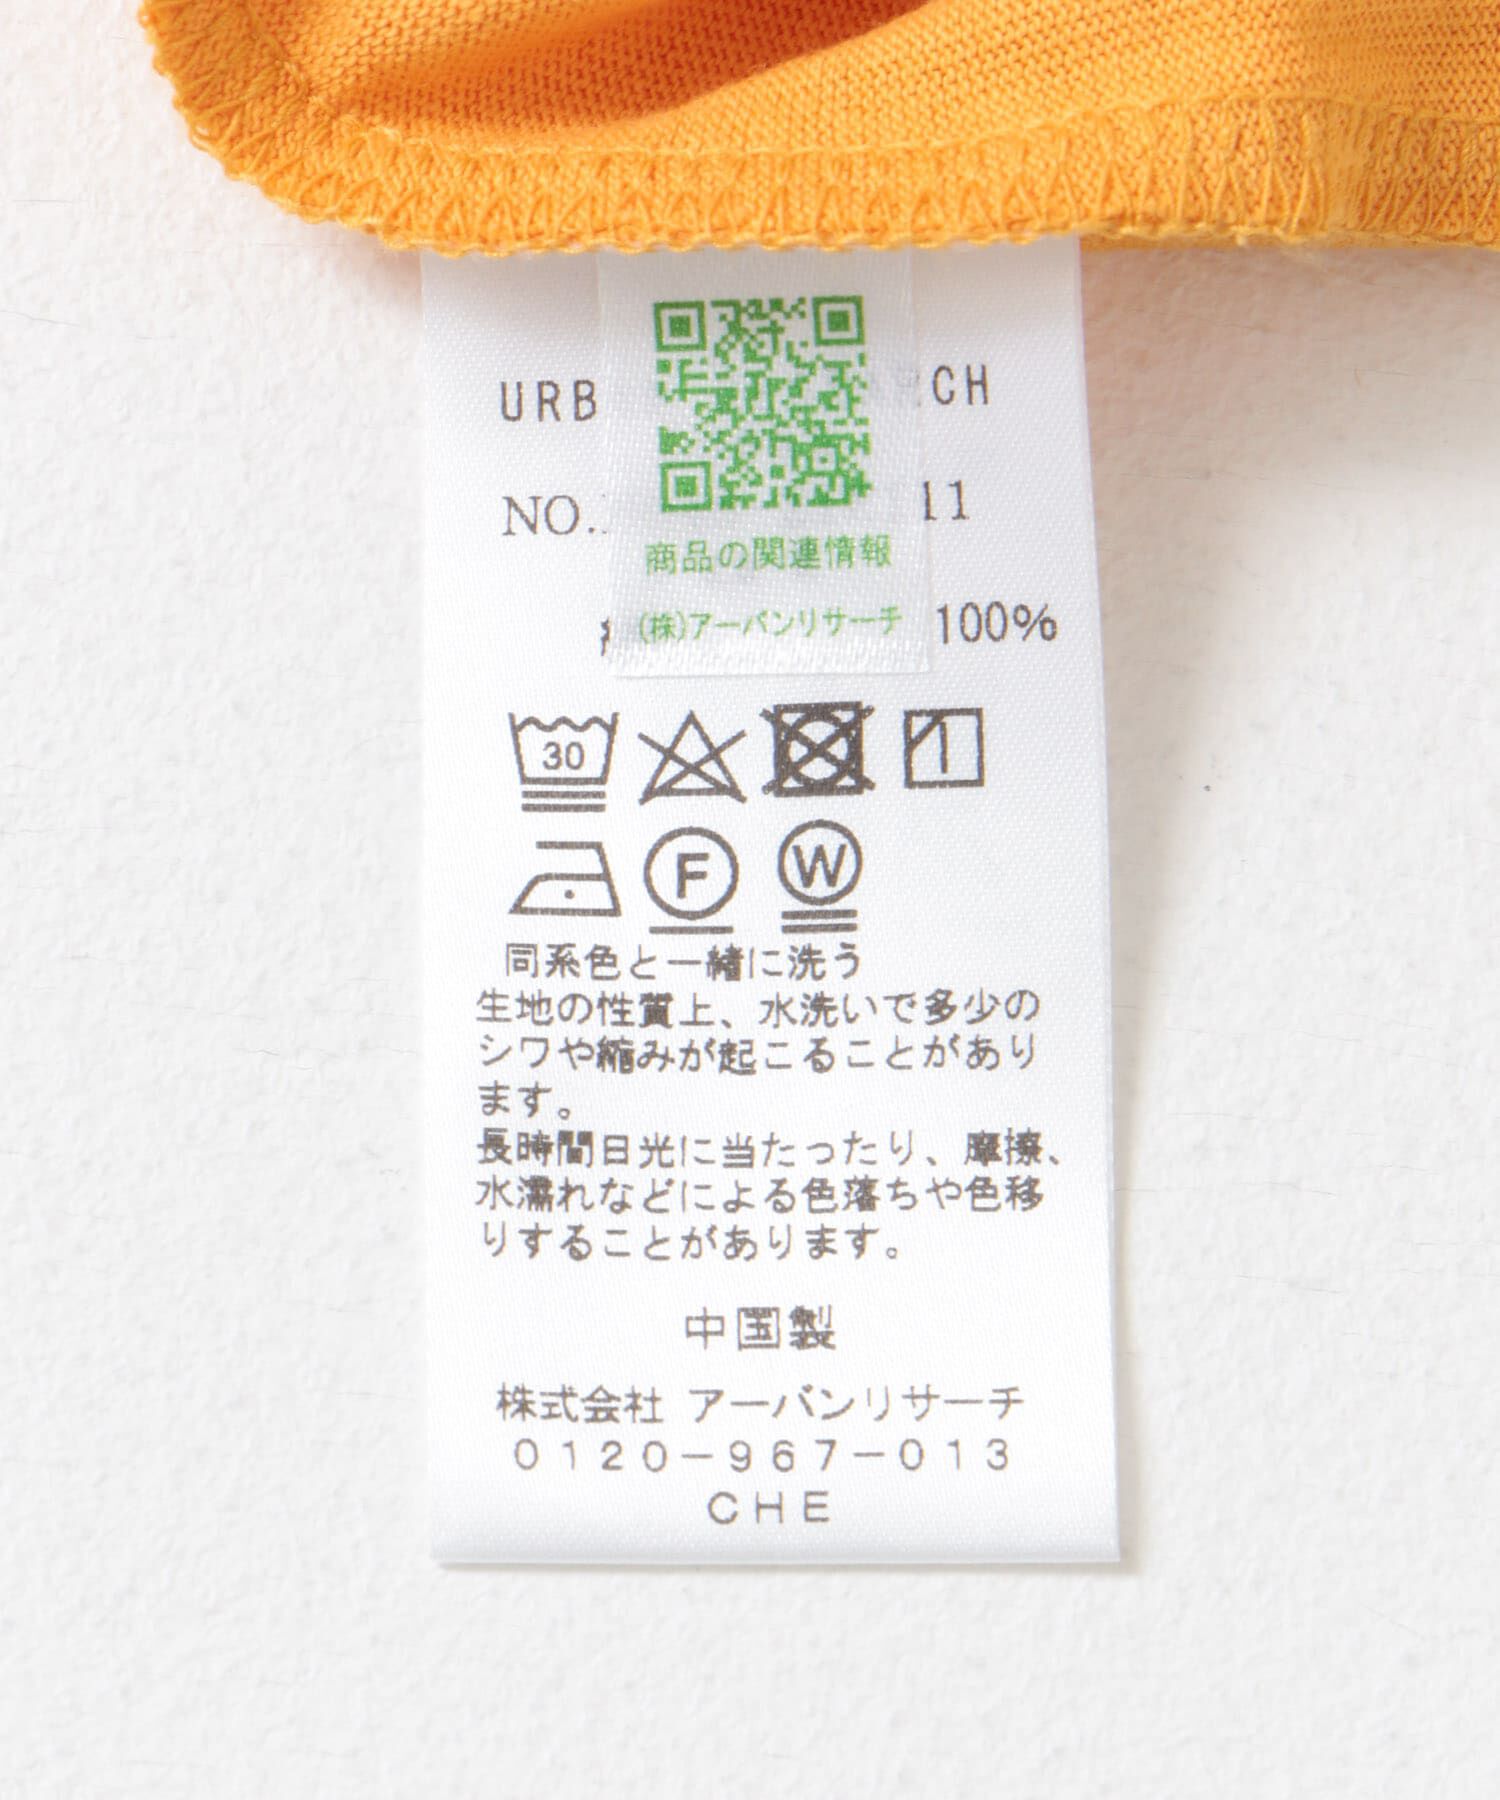 URB CH
NO. 11
商品の関連情報
(株)アーバンリサーチ
100%
30
F W
同系色と一緒に洗う
生地の性質上、水洗いで多少の
シワや縮みが起こることがあり
ます。
長時間日光に当たったり、摩擦、
水濡れなどによる色落ちや色移
りすることがあります。
中国製
株式会社 アーバンリサーチ
0120-967-013
CHE